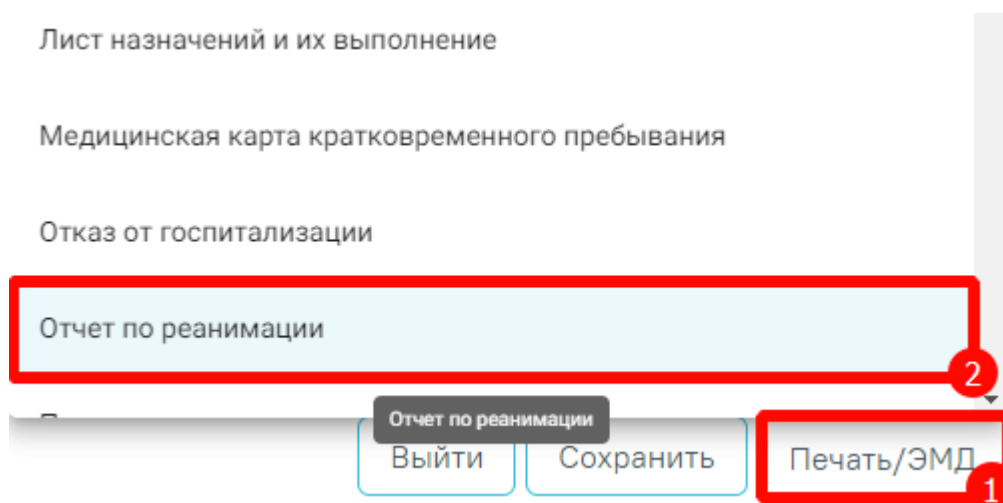 Лист назначений и их выполнение
Медицинская карта кратковременного пребывания
Отказ от госпитализации
Отчет по реанимации
2
Отчет по реанимации
Выйти
Сохранить
Печать/ЭМД
1